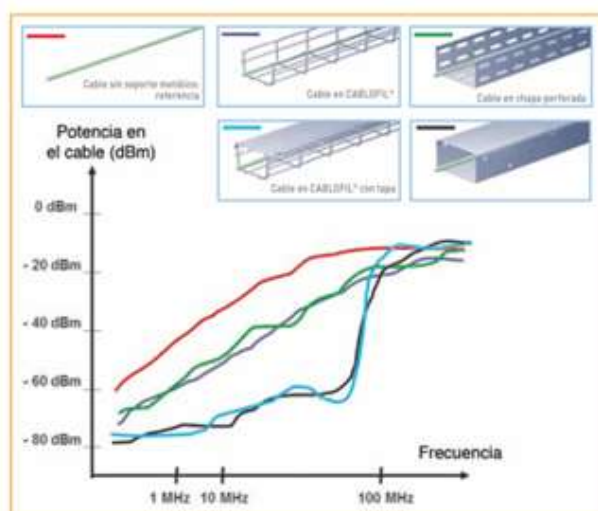 Cable sin soporte metálico:
referencia
Cable en CABLOFIL®
Cable en chapa perforada
Cable en CABLOFIL® con tapa
Potencia en
el cable (dBm)
0 dBm
- 20 dBm
- 40 dBm
- 60 dBm
- 80 dBm
Frecuencia
1 MHz
10 MHz
100 MHz